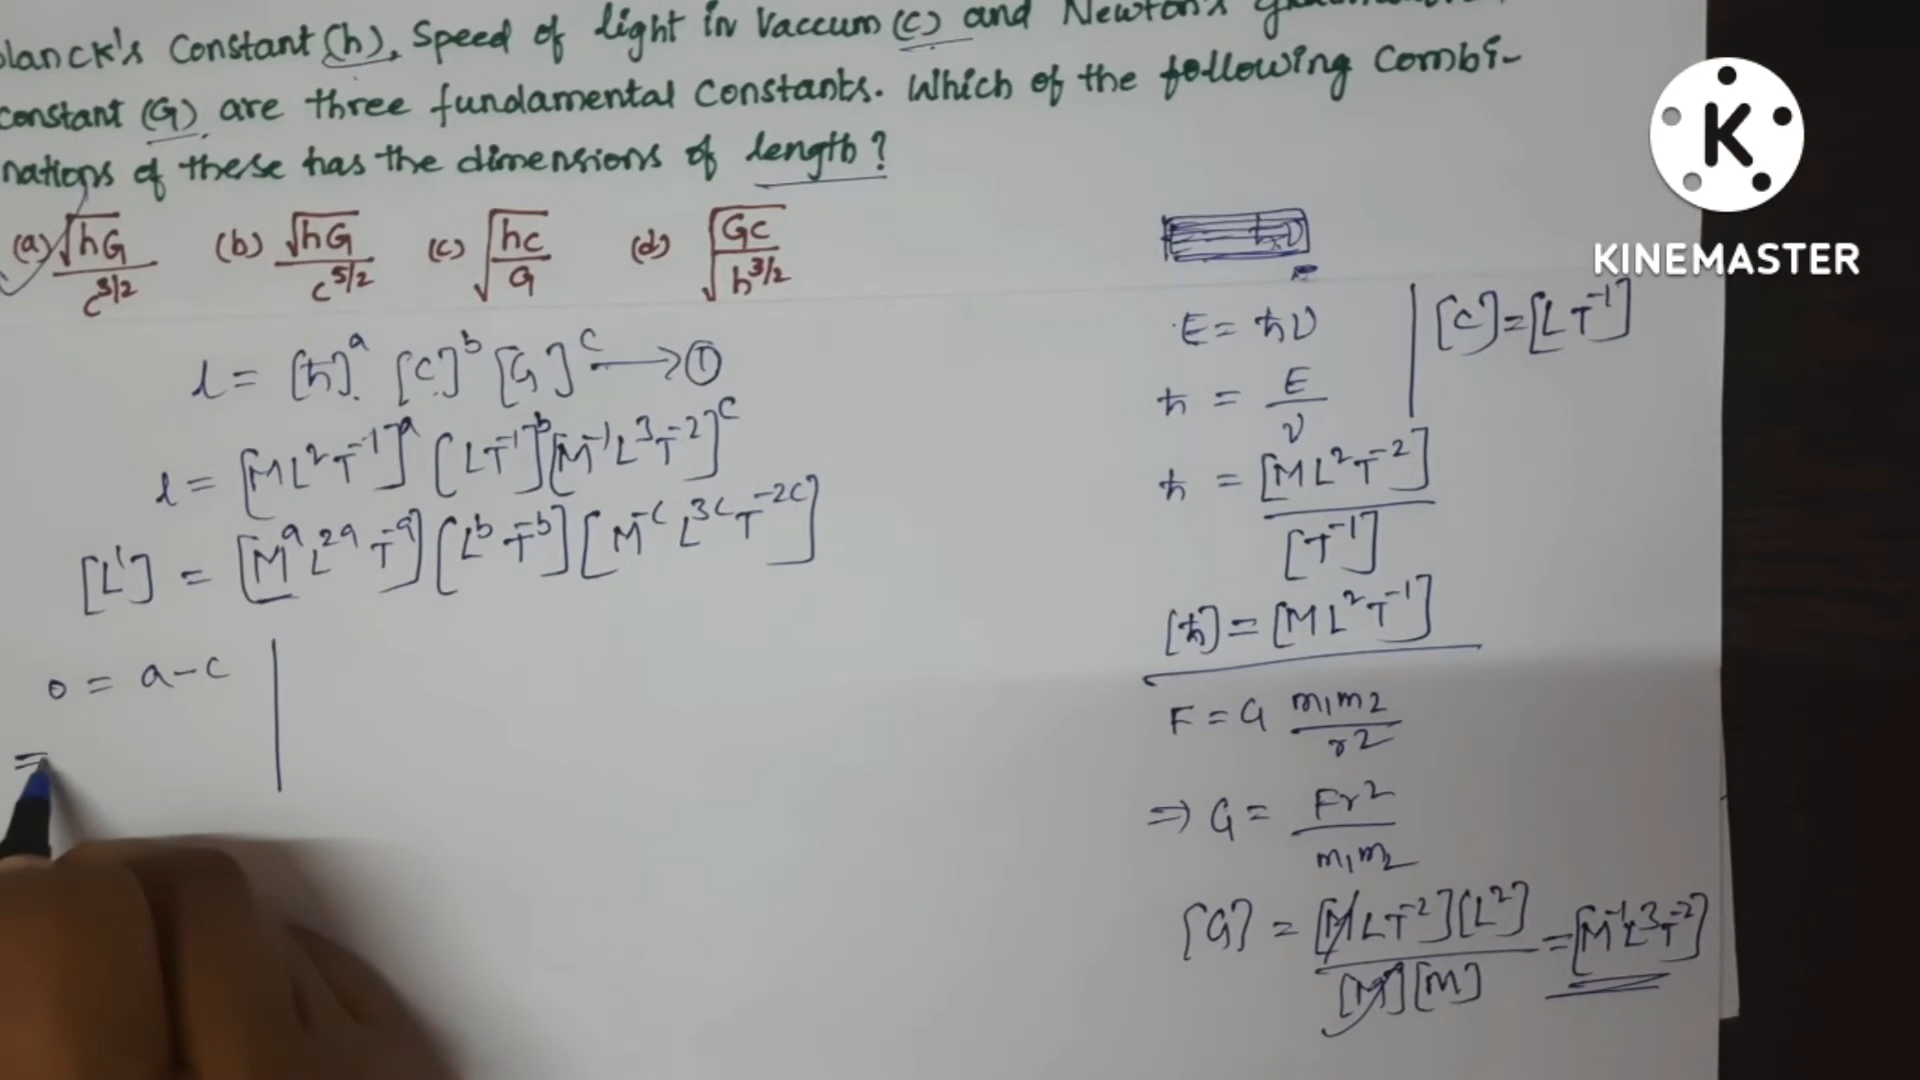 Planck's Constant (h), Speed of light in Vaccum (c) and Newton's
constant (G) are three fundamental Constants. Which of the following Combi-
nations of these has the dimensions of length?
(a) √hG / c^3/2 (b) √hG / c^5/2 (c) √(hc / G) (d) √(Gc / h^3/2)
l = [ħ]^a [c]^b [G]^c → ①
l = [ML²T⁻¹]^a [LT⁻¹]^b [M⁻¹L³T⁻²]^c
[L¹] = [M^a L^2a T^-a] [L^b T^-b] [M^-c L^3c T^-2c]
0 = a-c
=
E = ħν
ħ = E / ν
ħ = [ML²T⁻²] / [T⁻¹]
[ħ] = [ML²T⁻¹]
[C] = [LT⁻¹]
F = G m₁m₂ / r²
⇒ G = Fr² / m₁m₂
[G] = [MLT⁻²][L²] / [M][M] = [M⁻¹L³T⁻²]
K
KINEMASTER